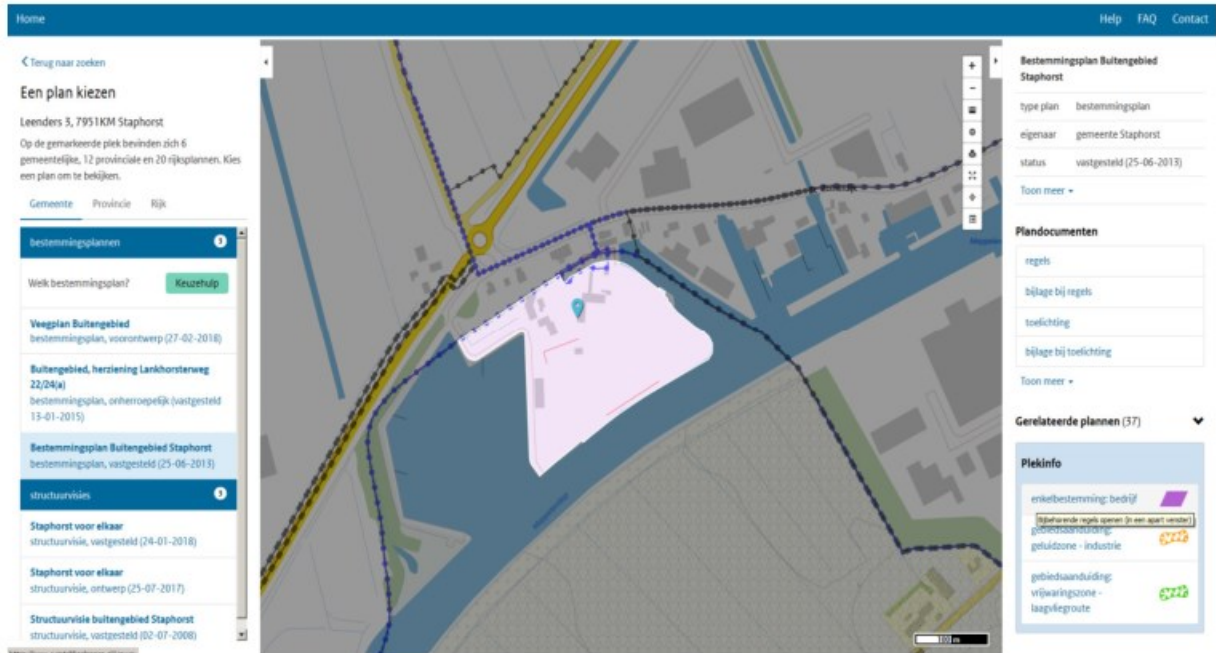 Home
Help FAQ Contact
Terug naar zoeken
Een plan kiezen
Leenders 3, 7951KM Staphorst
Op de gemarkeerde plek bevinden zich 6
gemeentelijke, 12 provinciale en 20 rijksplannen. Kies
een plan om te bekijken.
Gemeente Provincie Rijk
bestemmingsplannen 3
Welk bestemmingsplan? Keuzehulp
Veegplan Buitengebied
bestemmingsplan, voorontwerp (27-02-2018)
Buitengebied, herziening Lankhorsterweg
22/24(a)
bestemmingsplan, onherroepelijk (vastgesteld
13-01-2015)
Bestemmingsplan Buitengebied Staphorst
bestemmingsplan, vastgesteld (25-06-2013)
structuurvisies 3
Staphorst voor elkaar
structuurvisie, vastgesteld (24-01-2018)
Staphorst voor elkaar
structuurvisie, ontwerp (25-07-2017)
Structuurvisie buitengebied Staphorst
structuurvisie, vastgesteld (02-07-2008)
100 m
Bestemmingsplan Buitengebied
Staphorst
type plan bestemmingsplan
eigenaar gemeente Staphorst
status vastgesteld (25-06-2013)
Toon meer
Plandocumenten
regels
bijlage bij regels
toelichting
bijlage bij toelichting
Toon meer
Gerelateerde plannen (37)
Plekinfo
enkelbestemming: bedrijf
Bijbehorende regels openen (in een apart venster)
gebiedsaanduiding:
geluidzone - industrie
gebiedsaanduiding:
vrijwaringszone -
laagvliegroute